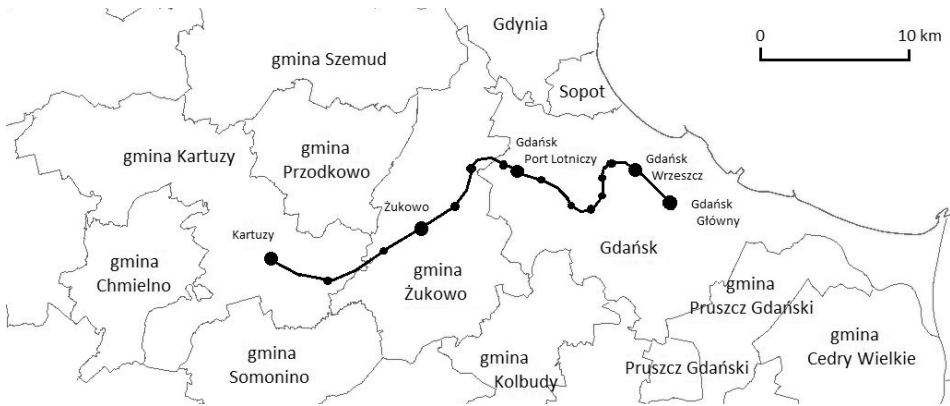 Gdynia
0 10 km
gmina Szemud
Sopot
gmina Kartuzy
gmina
Przodkowo
Gdańsk
Port Lotniczy
Gdańsk
Wrzeszcz
Żukowo
Gdańsk
Główny
Kartuzy
Gdańsk
gmina
Chmielno
gmina
Żukowo
gmina
Pruszcz Gdański
gmina
Cedry Wielkie
gmina
Somonino
gmina
Kolbudy
Pruszcz Gdański